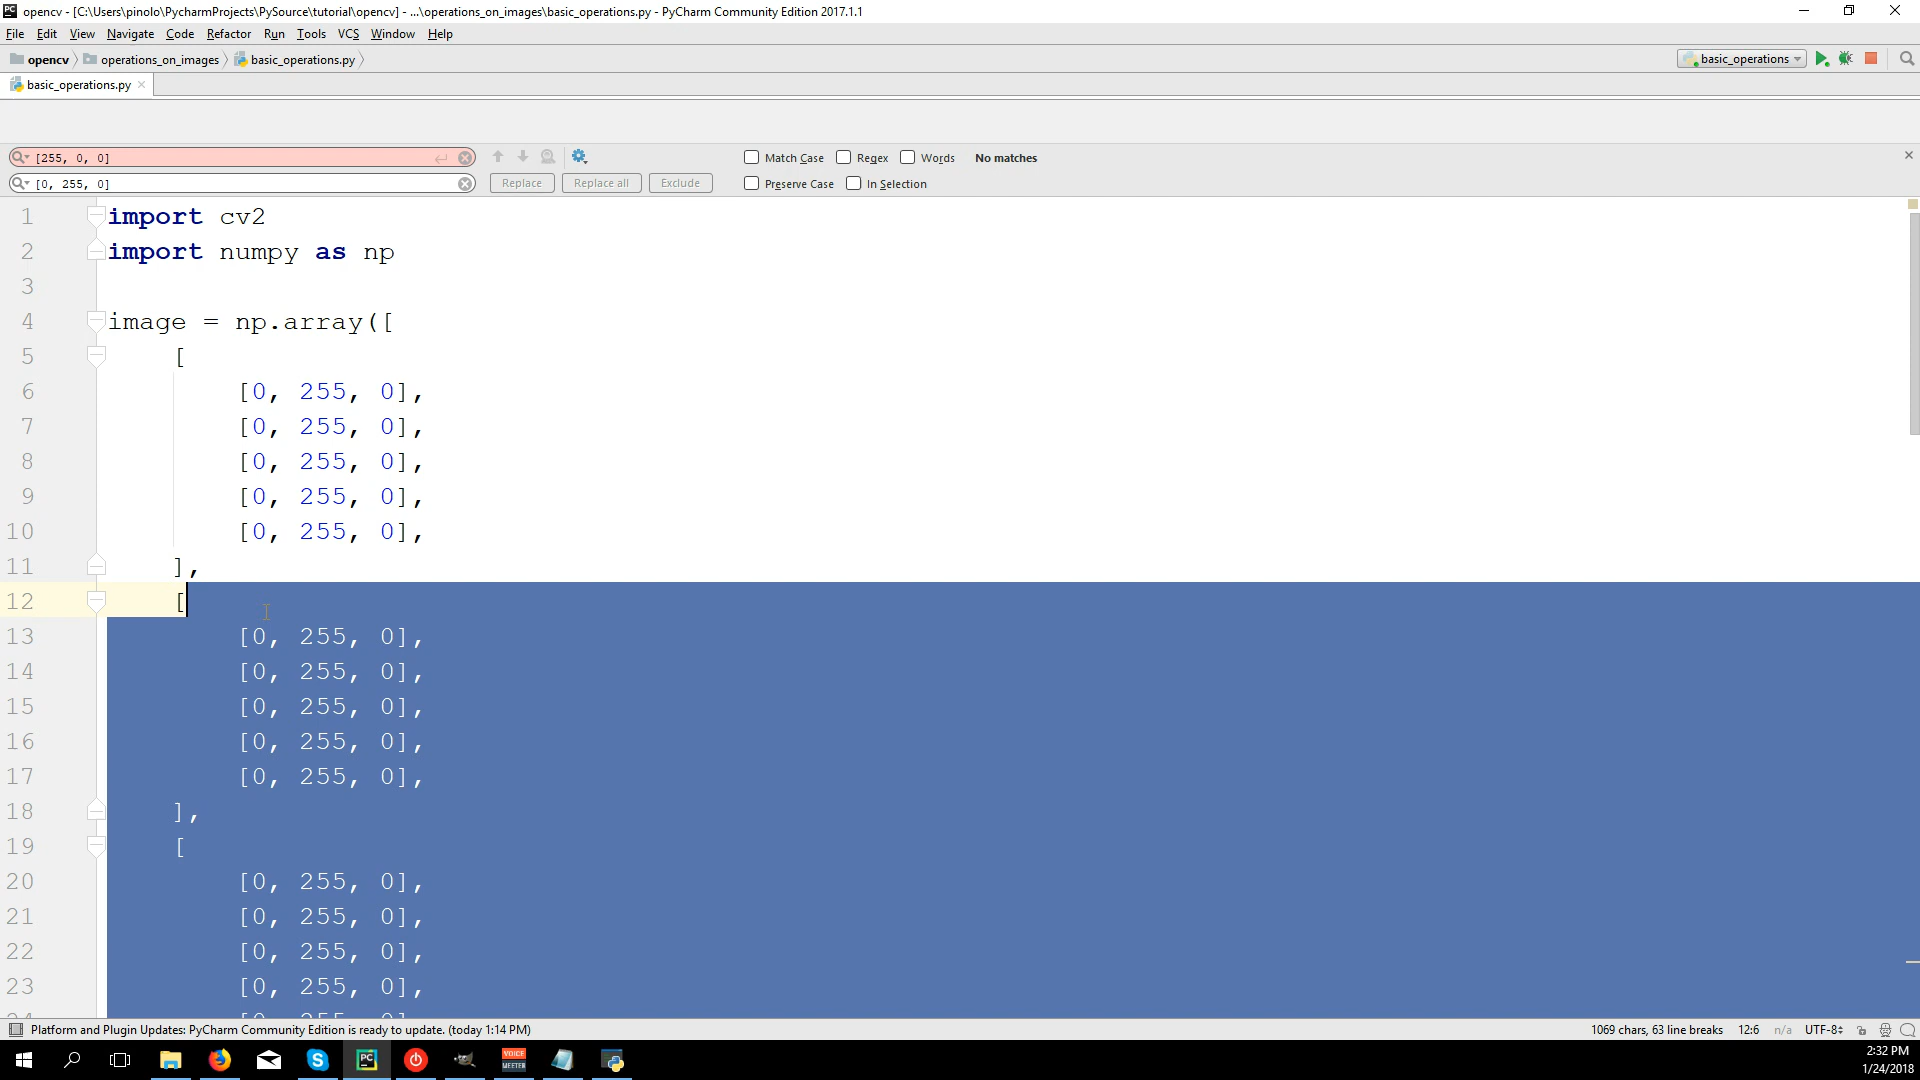 opencv - [C:\Users\pinolo\PycharmProjects\PySource\tutorial\opencv] - ...\operations_on_images\basic_operations.py - PyCharm Community Edition 2017.1.1
File Edit View Navigate Code Refactor Run Tools VCS Window Help
opencv operations_on_images basic_operations.py basic_operations
basic_operations.py
[255, 0, 0] Match Case Regex Words No matches
[0, 255, 0] Replace Replace all Exclude Preserve Case In Selection
1 import cv2
2 import numpy as np
3
4 image = np.array([
5 [
6 [0, 255, 0],
7 [0, 255, 0],
8 [0, 255, 0],
9 [0, 255, 0],
10 [0, 255, 0],
11 ],
12 [
13 [0, 255, 0],
14 [0, 255, 0],
15 [0, 255, 0],
16 [0, 255, 0],
17 [0, 255, 0],
18 ],
19 [
20 [0, 255, 0],
21 [0, 255, 0],
22 [0, 255, 0],
23 [0, 255, 0],
Platform and Plugin Updates: PyCharm Community Edition is ready to update. (today 1:14 PM) 1069 chars, 63 line breaks 12:6 n/a UTF-8
PC VOICE MEETER 2:32 PM
1/24/2018